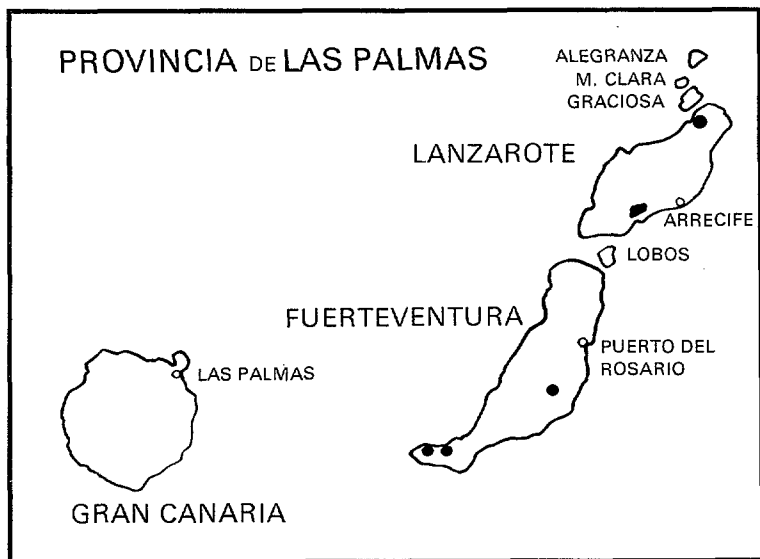 PROVINCIA DE LAS PALMAS
ALEGRANZA
M. CLARA
GRACIOSA
LANZAROTE
ARRECIFE
LOBOS
FUERTEVENTURA
PUERTO DEL
ROSARIO
LAS PALMAS
GRAN CANARIA